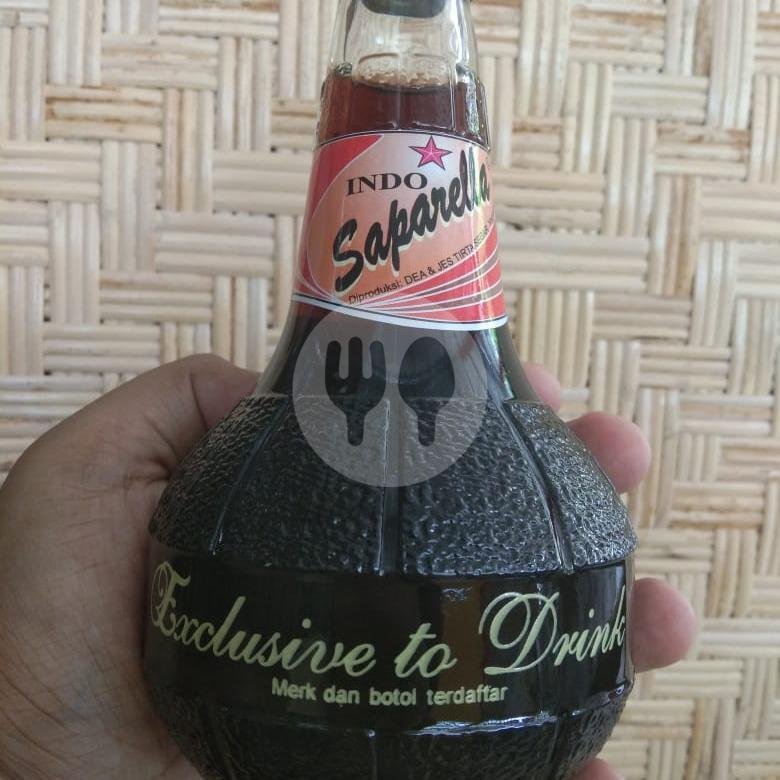 INDO
Saparella
Diproduksi: DEA & JES TIRTA
Exclusive to Drink
Merk dan botol terdaftar